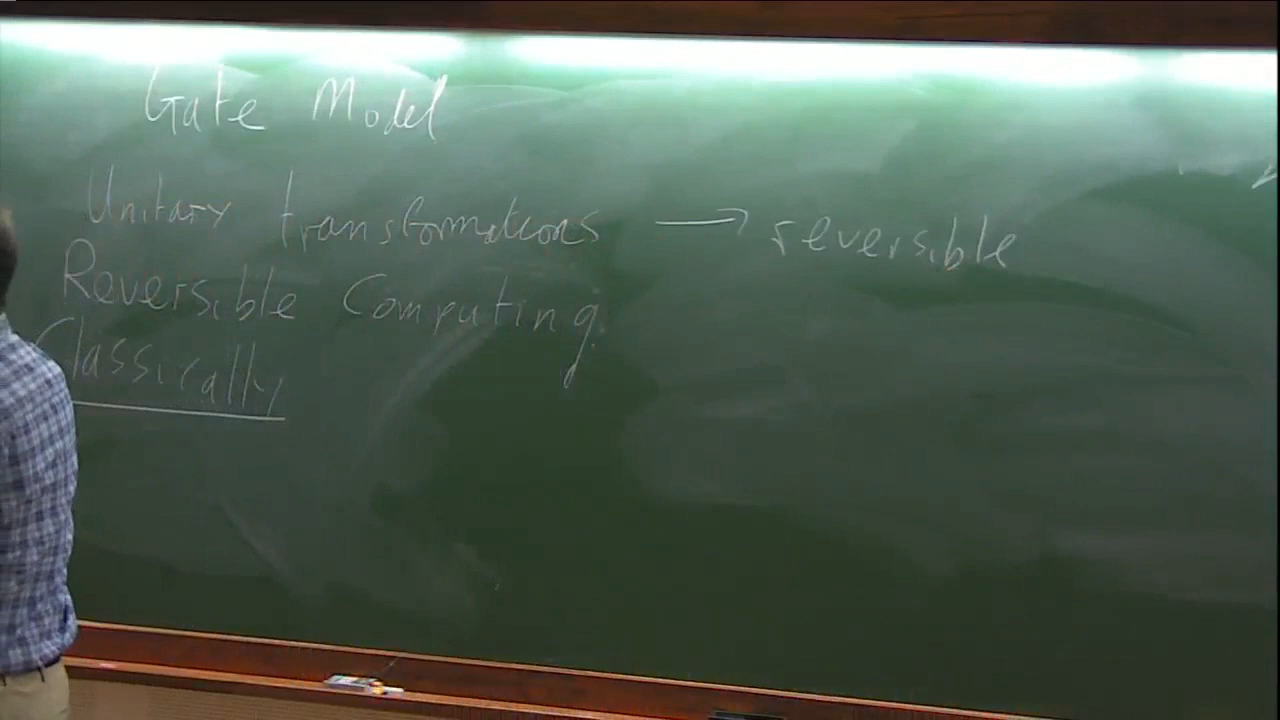 Gate Model
Unitary transformations → reversible
Reversible Computing
Classically